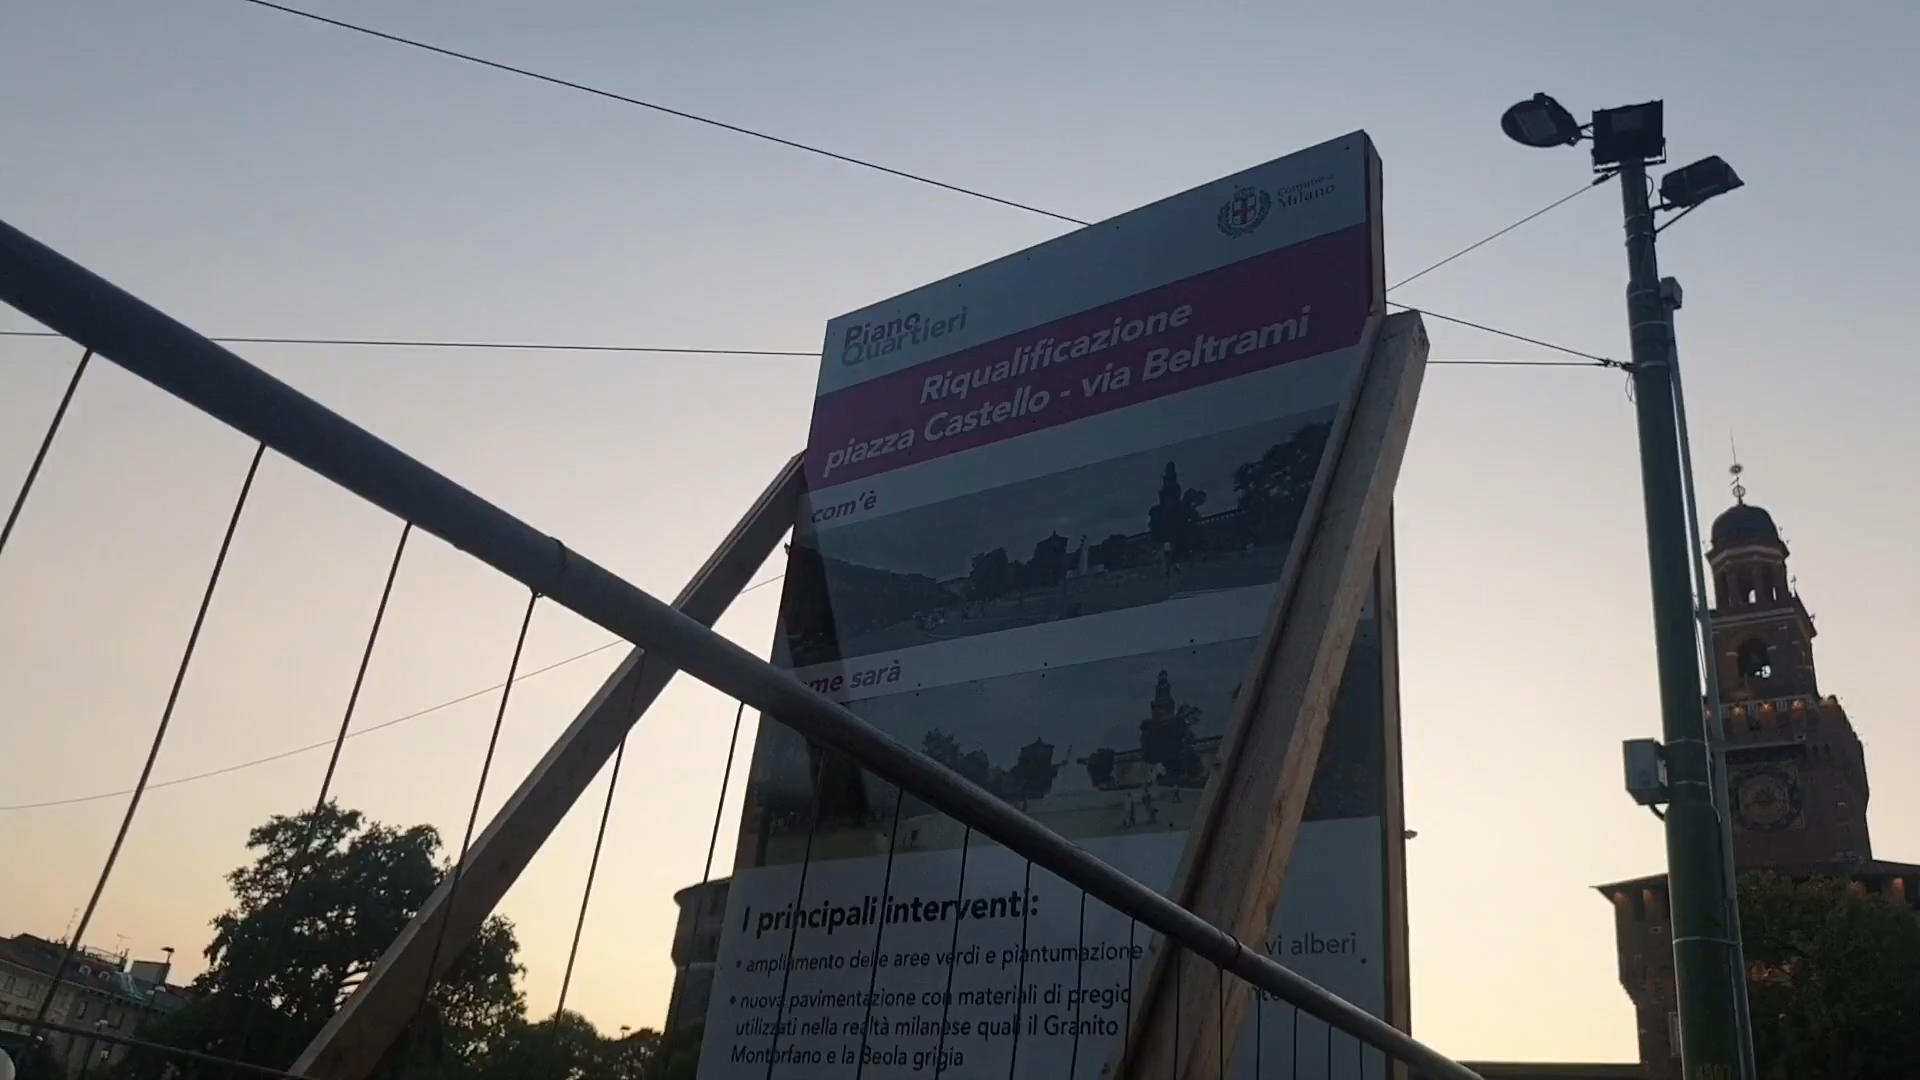 Comune di
Milano
Piano
Quartieri
Riqualificazione
piazza Castello - via Beltrami
com'è
me sarà
I principali interventi:
• ampliamento delle aree verdi e piantumazione vi alberi
• nuova pavimentazione con materiali di pregio
utilizzati nella realtà milanese quali il Granito
Montorfano e la Beola grigia